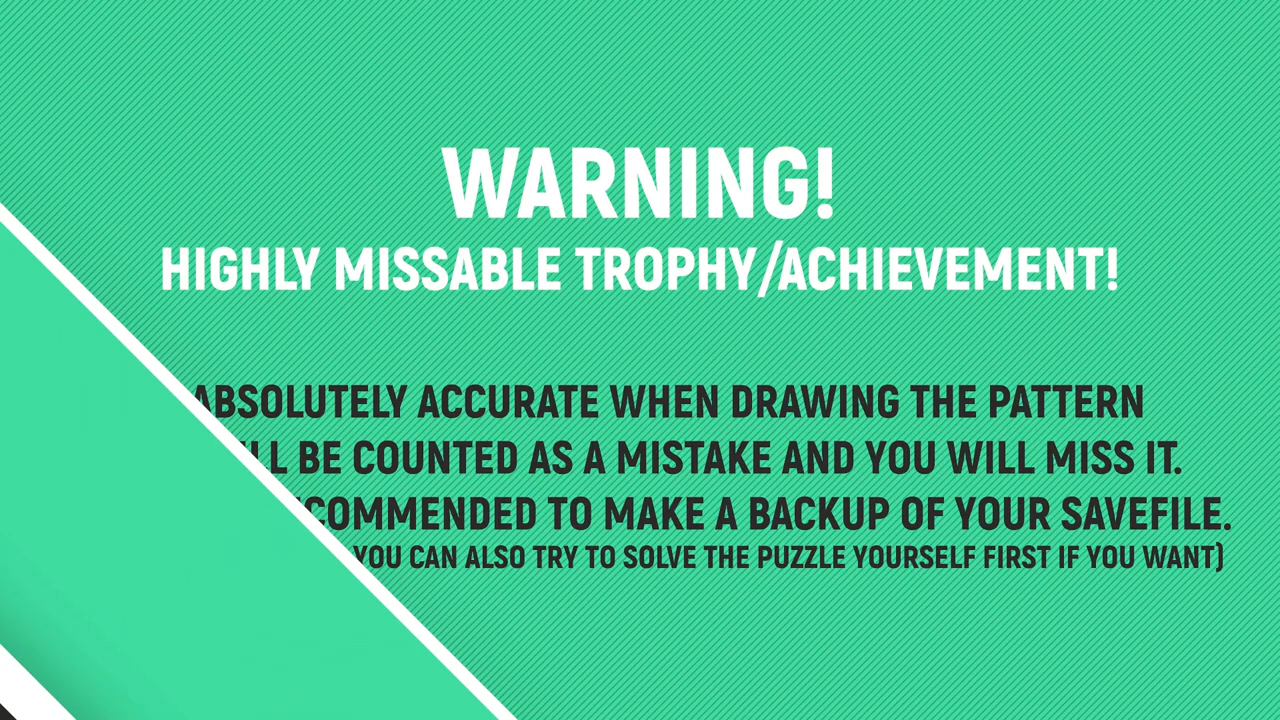 WARNING!
HIGHLY MISSABLE TROPHY/ACHIEVEMENT!
ABSOLUTELY ACCURATE WHEN DRAWING THE PATTERN
BE COUNTED AS A MISTAKE AND YOU WILL MISS IT.
TO MAKE A BACKUP OF YOUR SAVEFILE.
YOU CAN ALSO TRY TO SOLVE THE PUZZLE YOURSELF FIRST IF YOU WANT)